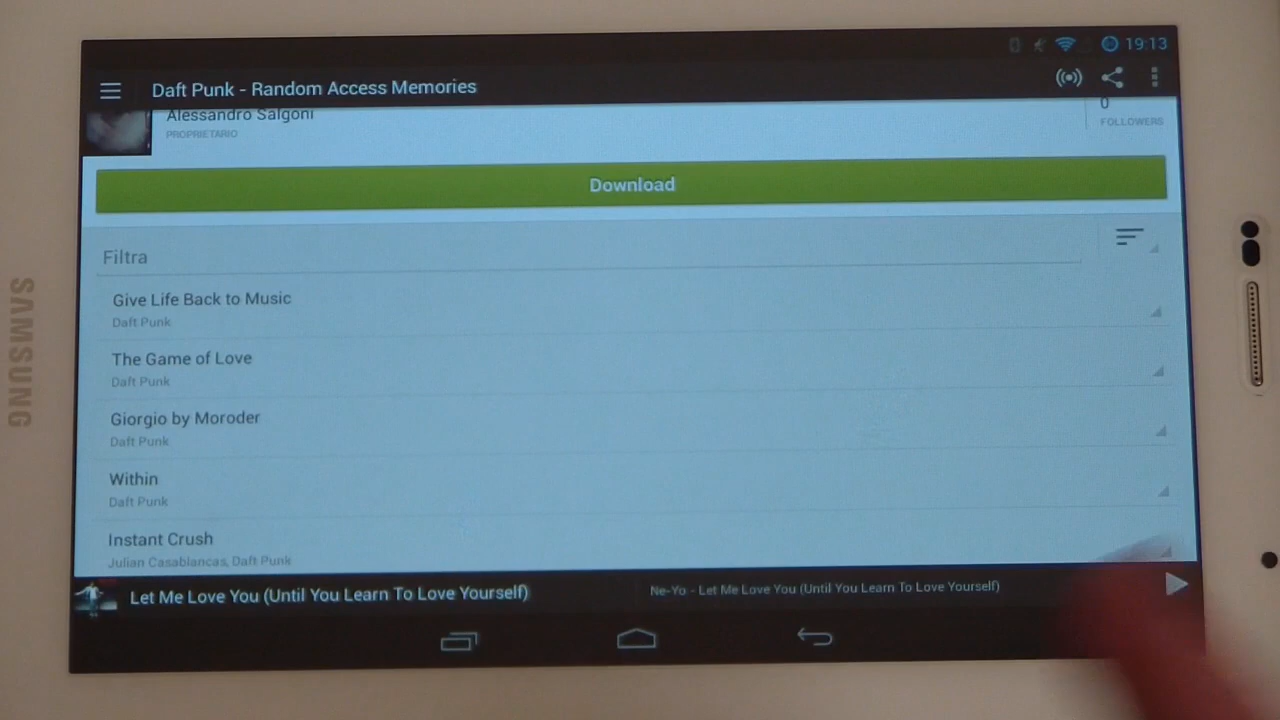 19:13
Daft Punk - Random Access Memories
Alessandro Salgoni
PROPRIETARIO
0
FOLLOWERS
Download
Filtra
Give Life Back to Music
Daft Punk
The Game of Love
Daft Punk
Giorgio by Moroder
Daft Punk
Within
Daft Punk
Instant Crush
Julian Casablancas, Daft Punk
Let Me Love You (Until You Learn To Love Yourself)
Ne-Yo - Let Me Love You (Until You Learn To Love Yourself)
SAMSUNG